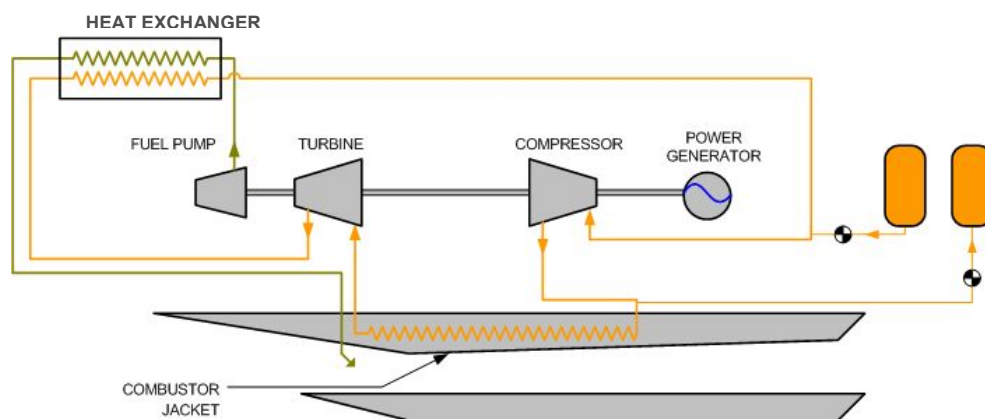 HEAT EXCHANGER
FUEL PUMP
TURBINE
COMPRESSOR
POWER
GENERATOR
COMBUSTOR
JACKET